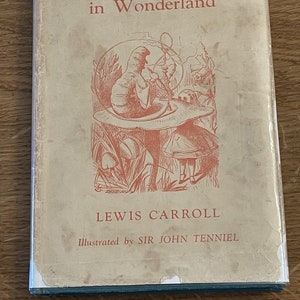 in Wonderland
LEWIS CARROLL
Illustrated by SIR JOHN TENNIEL